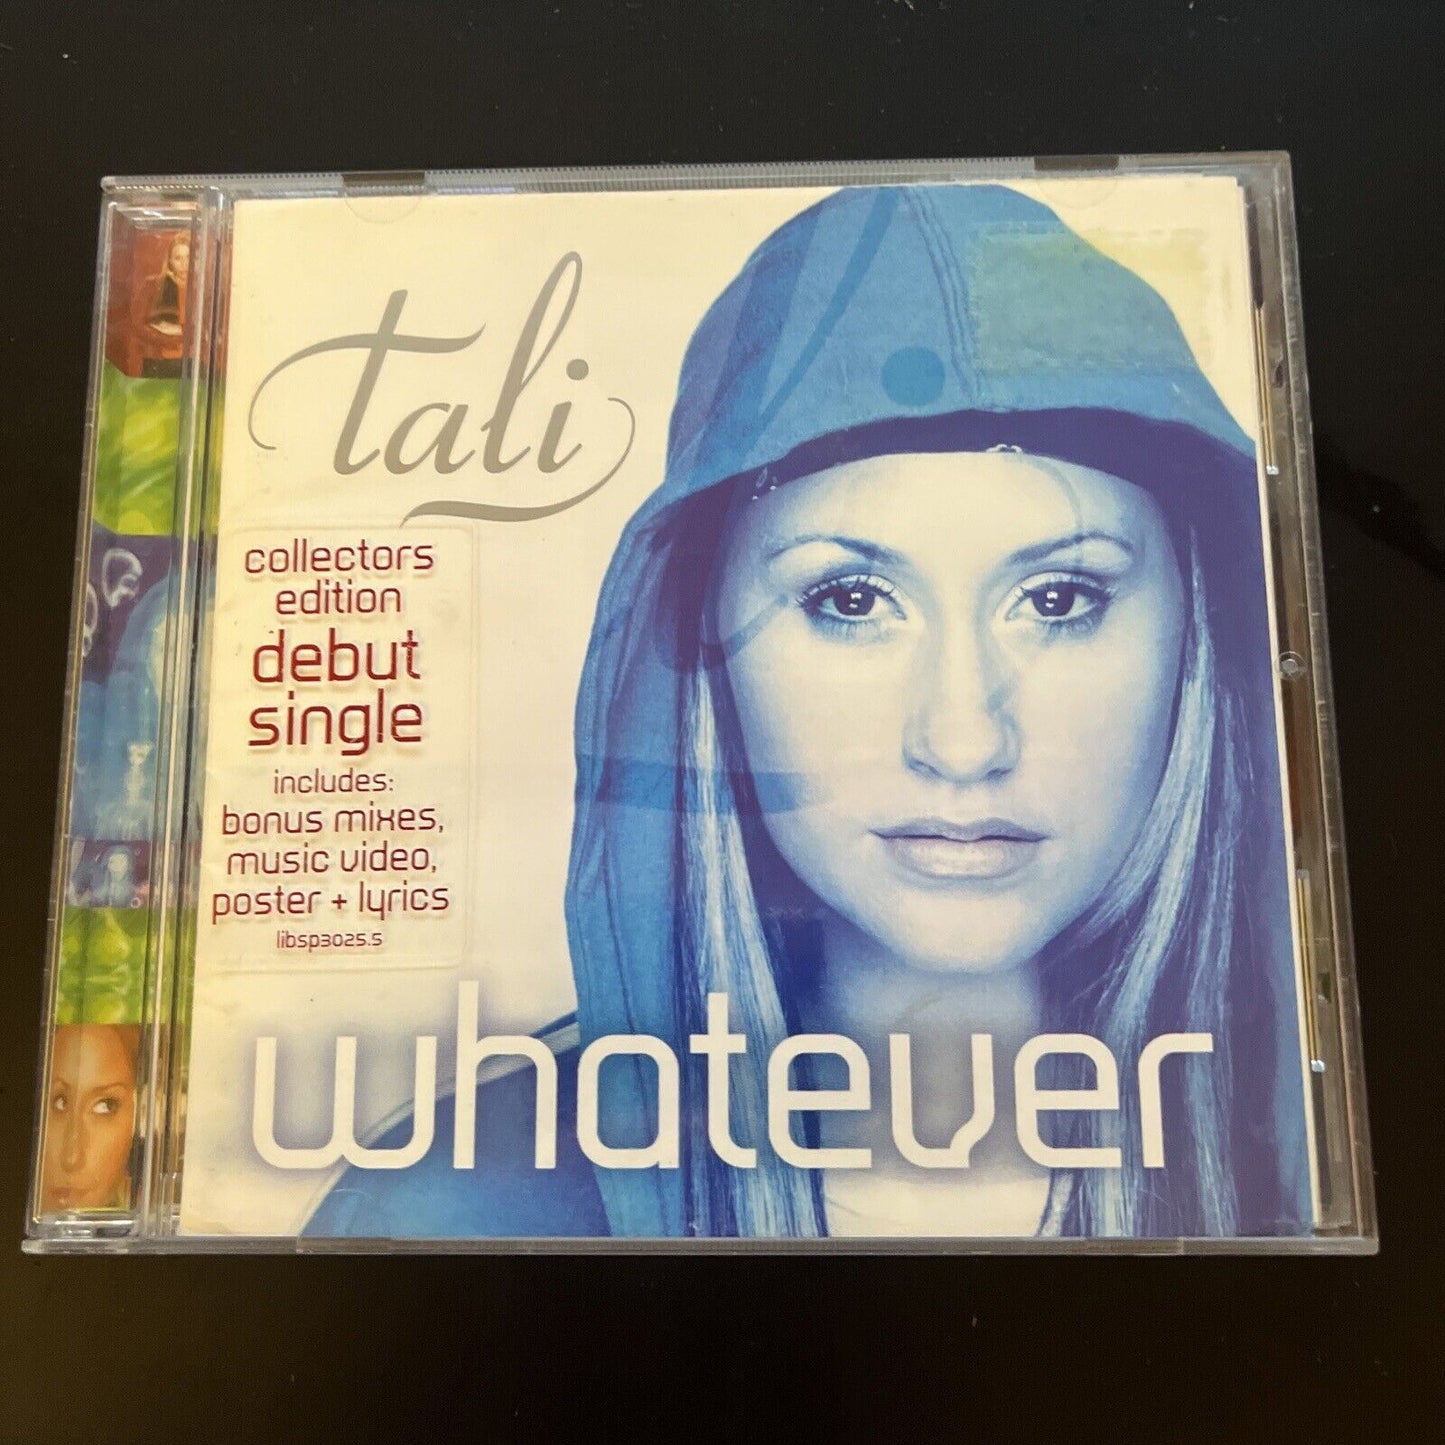 tali
collectors
edition
debut
single
includes:
bonus mixes,
music video,
poster + lyrics
libsp3025.5
whatever